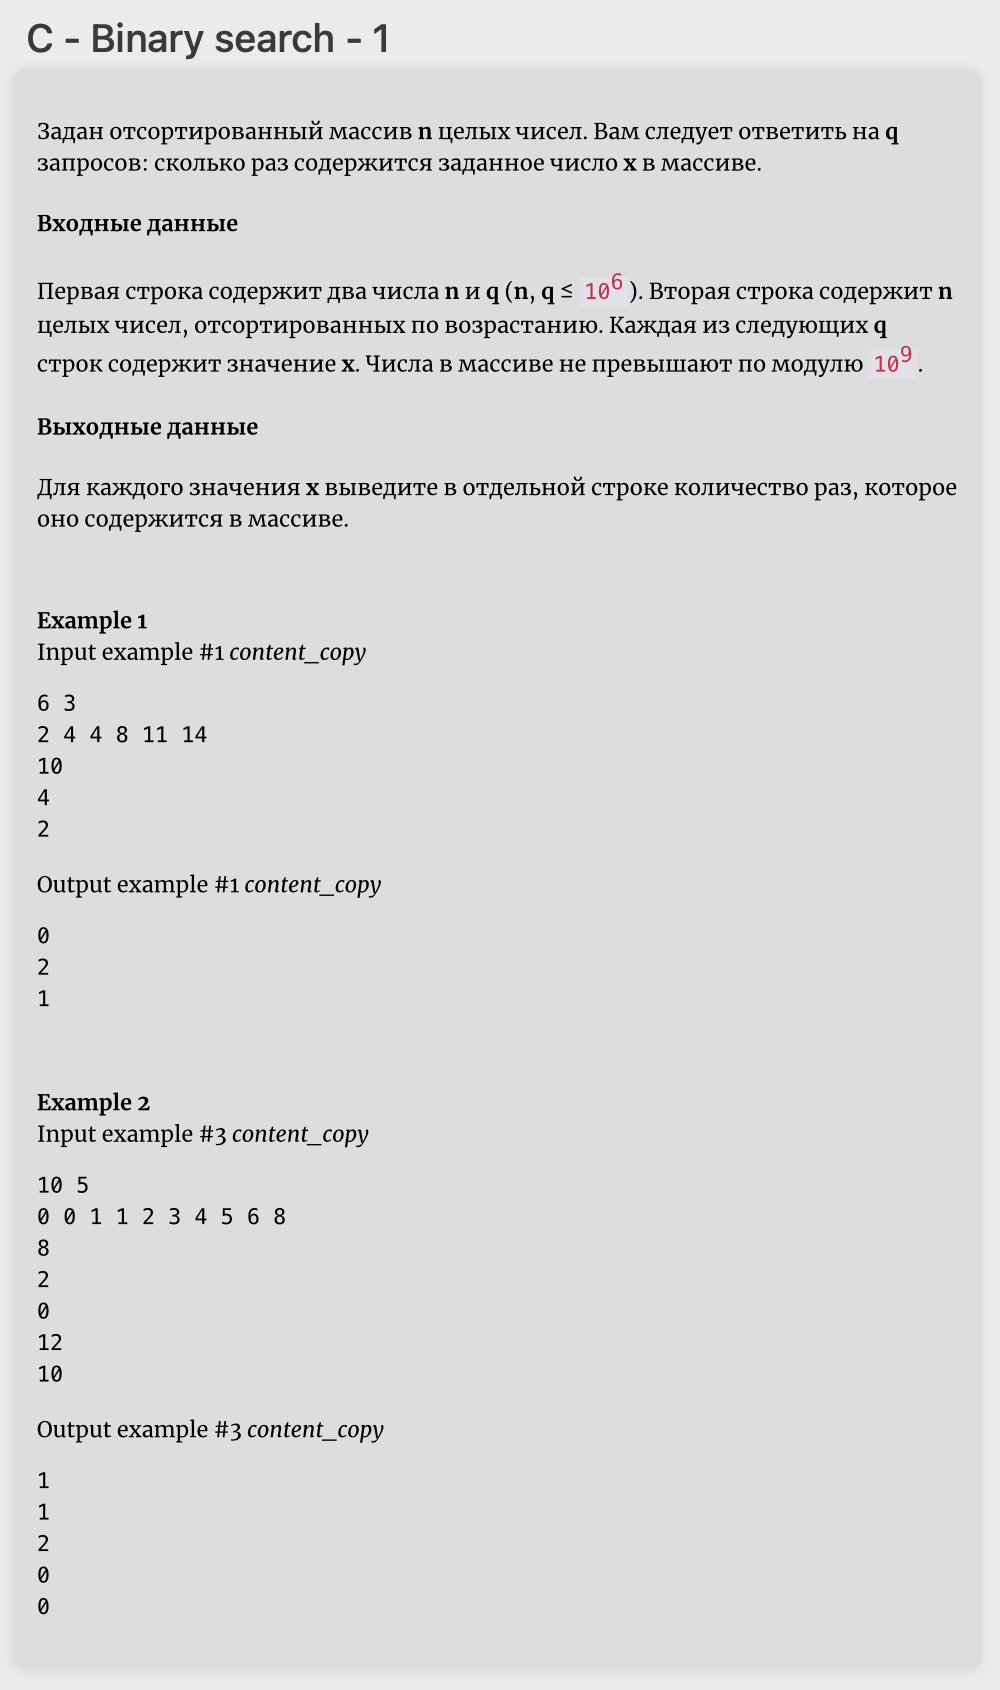 C - Binary search - 1
Задан отсортированный массив n целых чисел. Вам следует ответить на q
запросов: сколько раз содержится заданное число x в массиве.
Входные данные
Первая строка содержит два числа n и q (n, q ≤ 10^6). Вторая строка содержит n
целых чисел, отсортированных по возрастанию. Каждая из следующих q
строк содержит значение x. Числа в массиве не превышают по модулю 10^9.
Выходные данные
Для каждого значения x выведите в отдельной строке количество раз, которое
оно содержится в массиве.
Example 1
Input example #1 content_copy
6 3
2 4 4 8 11 14
10
4
2
Output example #1 content_copy
0
2
1
Example 2
Input example #3 content_copy
10 5
0 0 1 1 2 3 4 5 6 8
8
2
0
12
10
Output example #3 content_copy
1
1
2
0
0